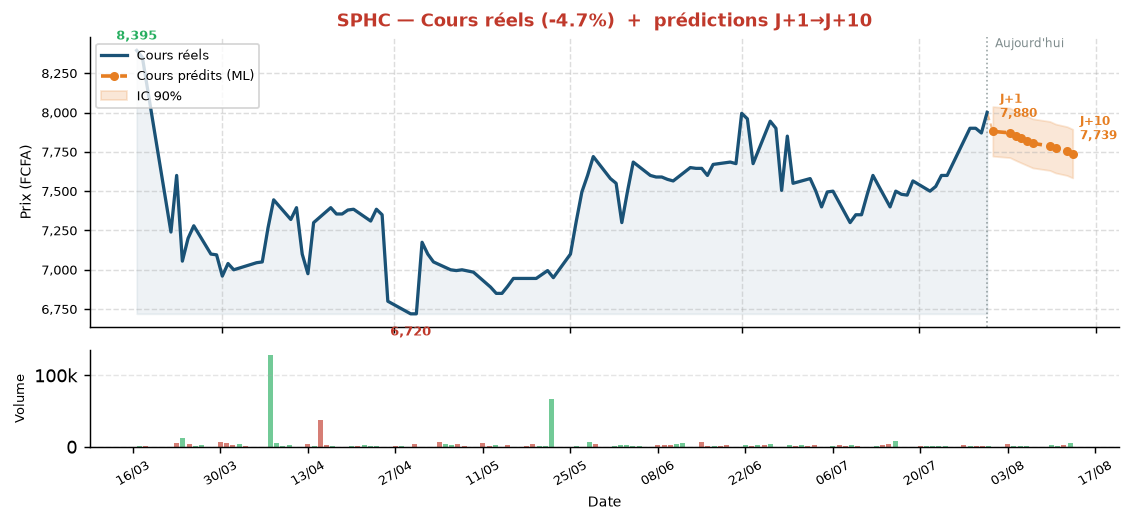 SPHC — Cours réels (-4.7%)  +  prédictions J+1→J+10
8,395
Aujourd'hui
Cours réels
Cours prédits (ML)
IC 90%
J+1
7,880
J+10
7,739
6,720
Prix (FCFA)
8,250
8,000
7,750
7,500
7,250
7,000
6,750
Volume
100k
0
16/03 30/03 13/04 27/04 11/05 25/05 08/06 22/06 06/07 20/07 03/08 17/08
Date